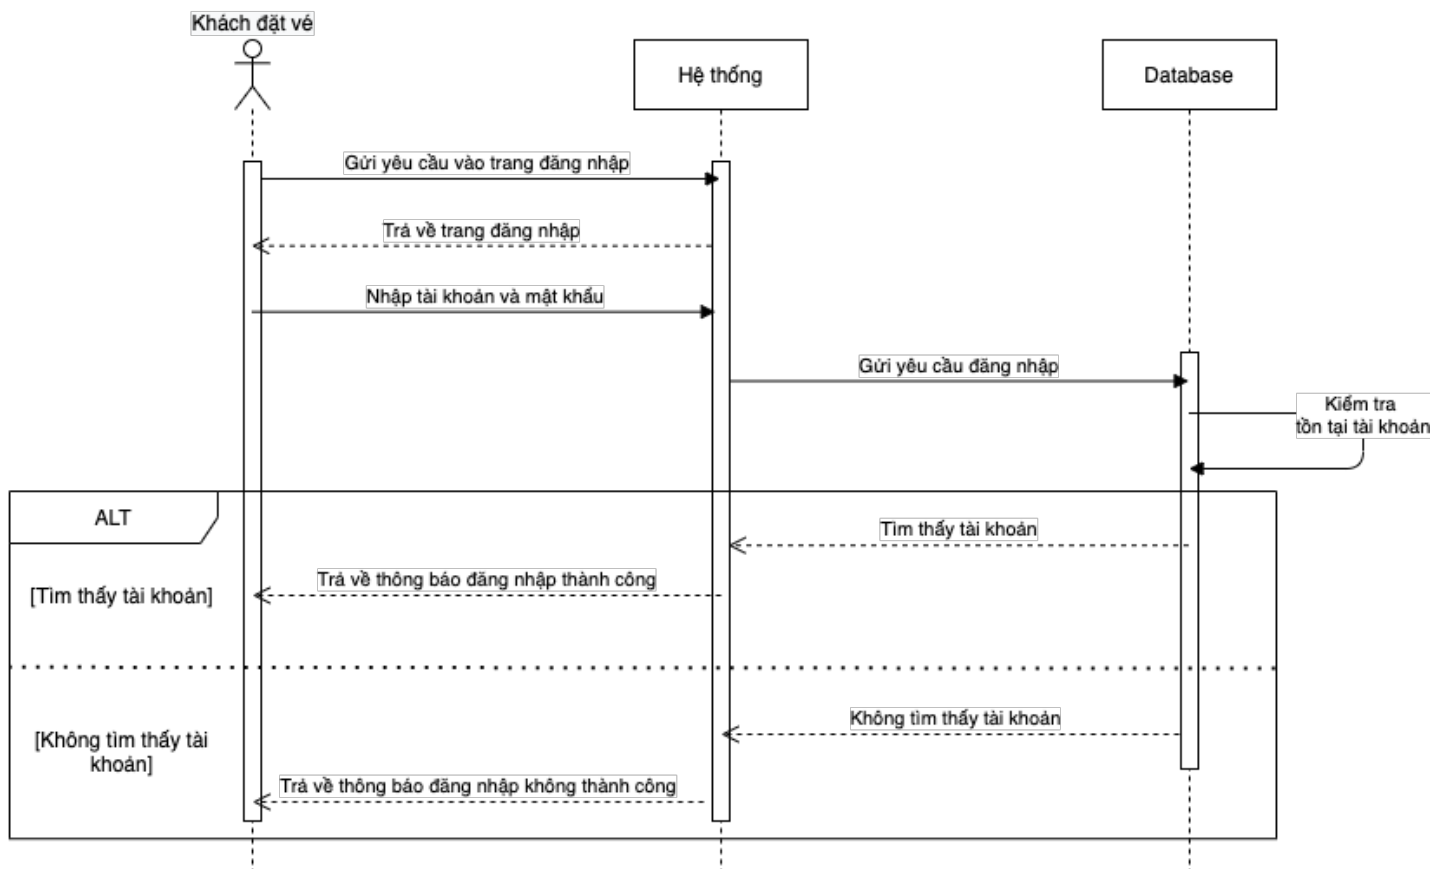 Khách đặt vé
Hệ thống
Database
Gửi yêu cầu vào trang đăng nhập
Trả về trang đăng nhập
Nhập tài khoản và mật khẩu
Gửi yêu cầu đăng nhập
Kiểm tra
tồn tại tài khoản
ALT
Tìm thấy tài khoản
Trả về thông báo đăng nhập thành công
[Tìm thấy tài khoản]
Không tìm thấy tài khoản
[Không tìm thấy tài
khoản]
Trả về thông báo đăng nhập không thành công